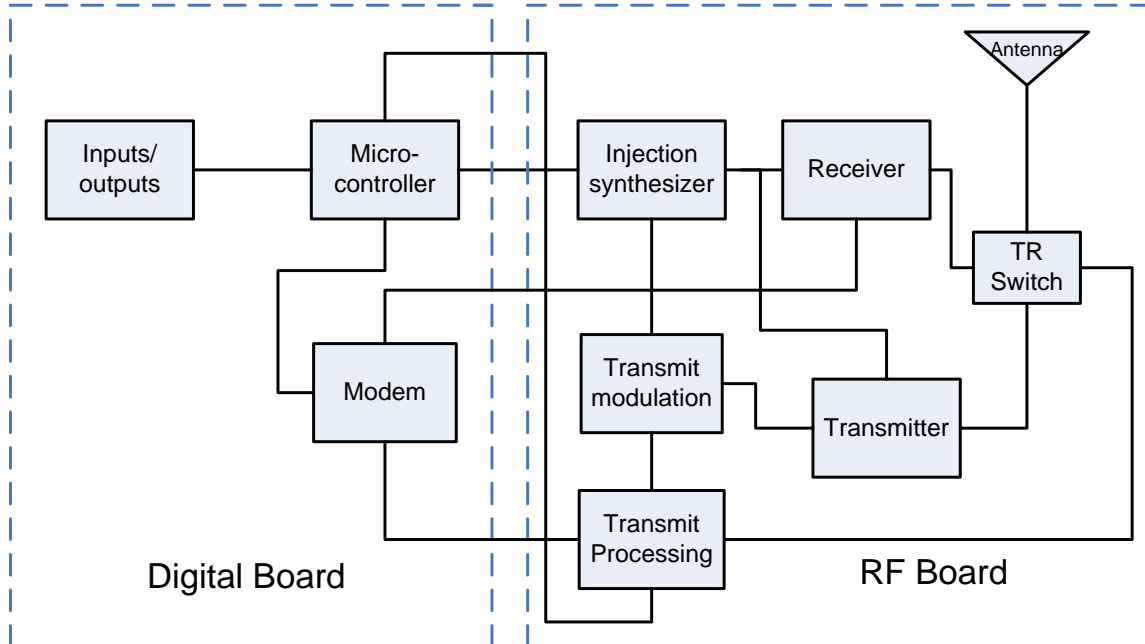 Antenna
Inputs/
outputs
Micro-
controller
Injection
synthesizer
Receiver
TR
Switch
Modem
Transmit
modulation
Transmitter
Transmit
Processing
Digital Board
RF Board